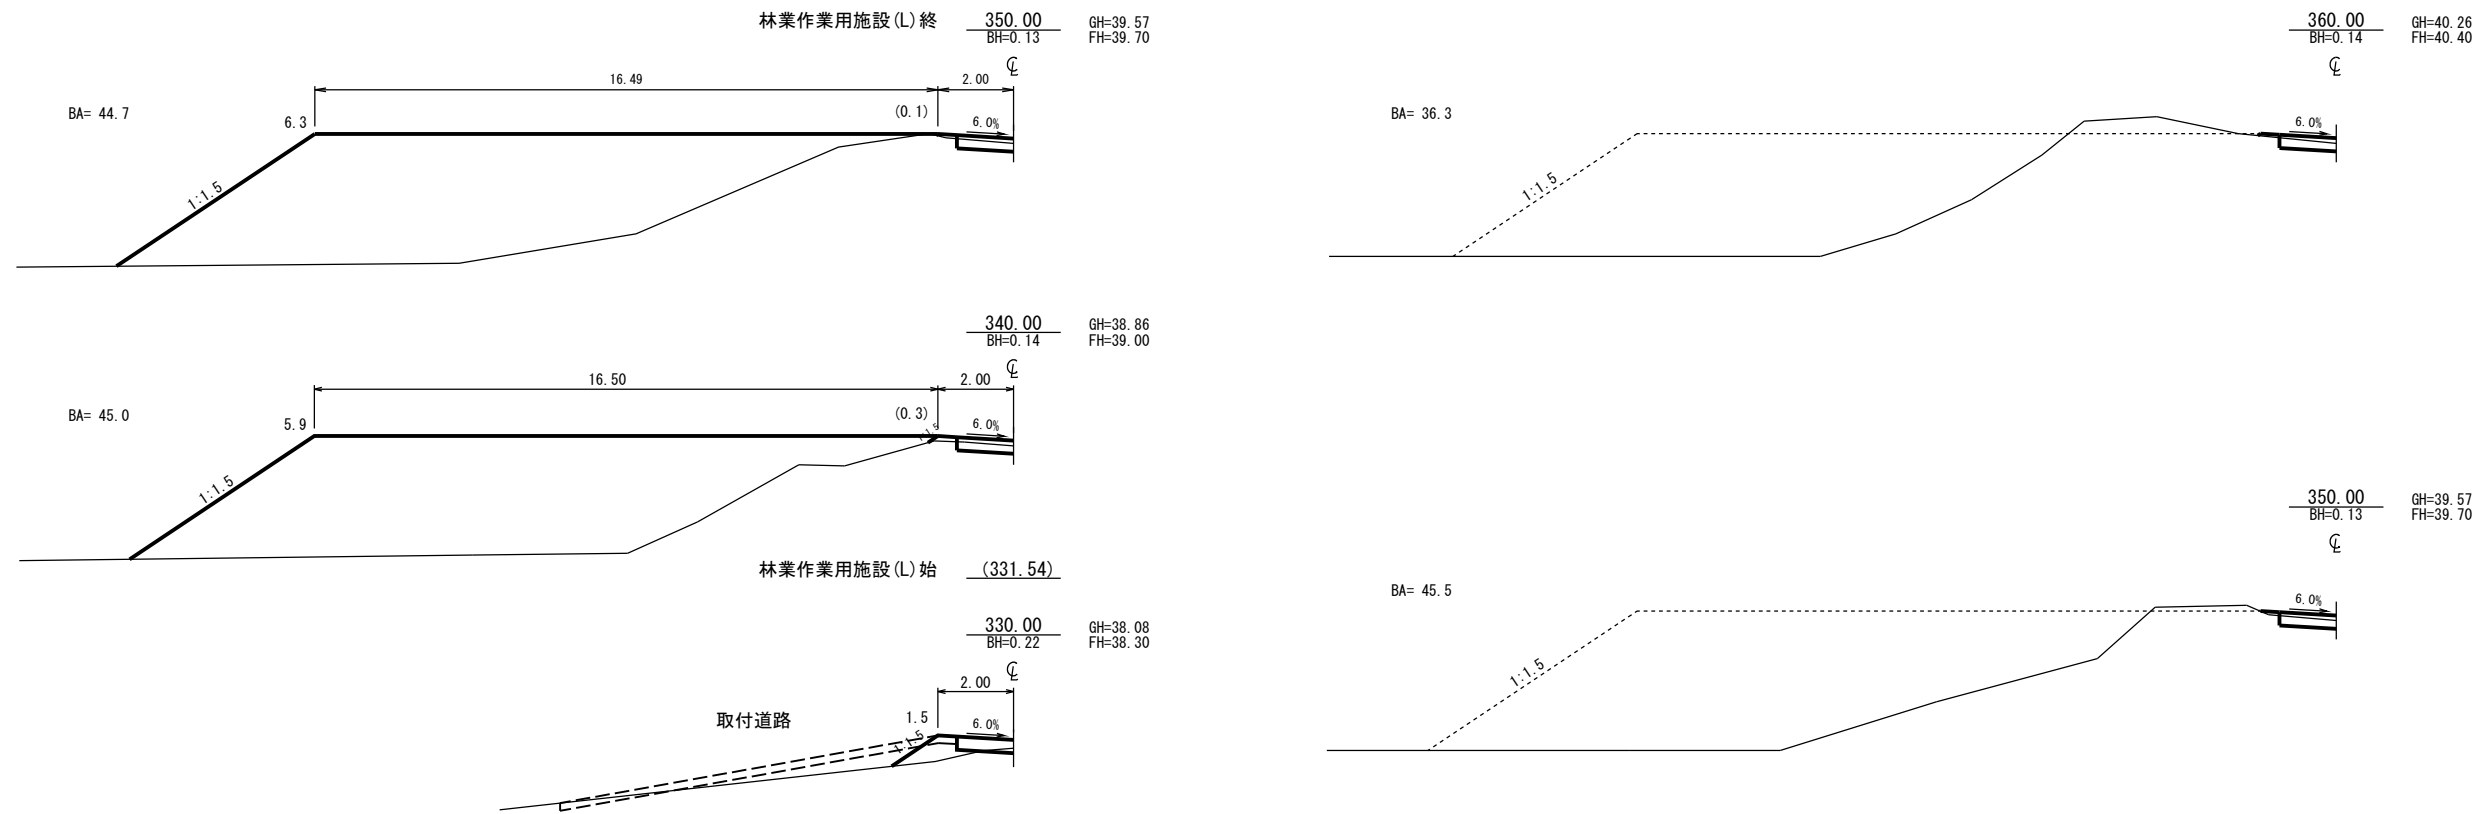 林業作業用施設(L)終
350.00
BH=0.13
GH=39.57
FH=39.70
℄
16.49
2.00
BA= 44.7
6.3
(0.1)
6.0%
1:1.5
340.00
BH=0.14
GH=38.86
FH=39.00
℄
16.50
2.00
BA= 45.0
5.9
(0.3)
6.0%
1:1.5
1:1.5
林業作業用施設(L)始
(331.54)
330.00
BH=0.22
GH=38.08
FH=38.30
℄
2.00
取付道路
1.5
6.0%
1:1.5
360.00
BH=0.14
GH=40.26
FH=40.40
℄
BA= 36.3
6.0%
1:1.5
350.00
BH=0.13
GH=39.57
FH=39.70
℄
BA= 45.5
6.0%
1:1.5